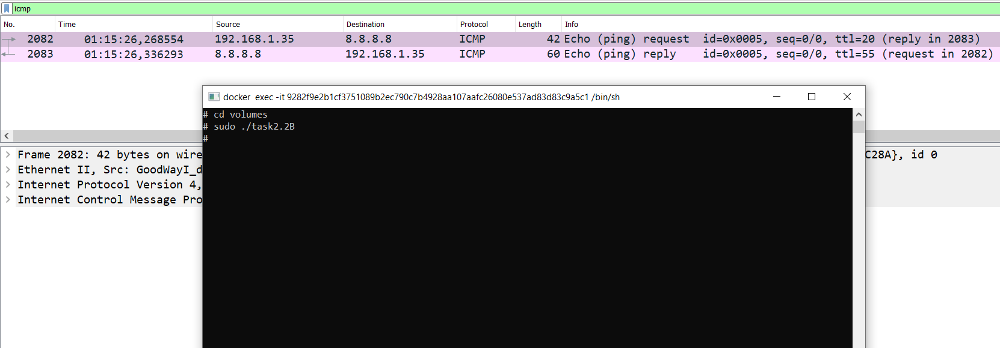 icmp
No. Time Source Destination Protocol Length Info
2082 01:15:26,268554 192.168.1.35 8.8.8.8 ICMP 42 Echo (ping) request id=0x0005, seq=0/0, ttl=20 (reply in 2083)
2083 01:15:26,336293 8.8.8.8 192.168.1.35 ICMP 60 Echo (ping) reply id=0x0005, seq=0/0, ttl=55 (request in 2082)
docker exec -it 9282f9e2b1cf3751089b2ec790c7b4928aa107aafc26080e537ad83d83c9a5c1 /bin/sh
# cd volumes
# sudo ./task2.2B
#
Frame 2082: 42 bytes on wire C28A}, id 0
Ethernet II, Src: GoodWayI_d
Internet Protocol Version 4,
Internet Control Message Pro